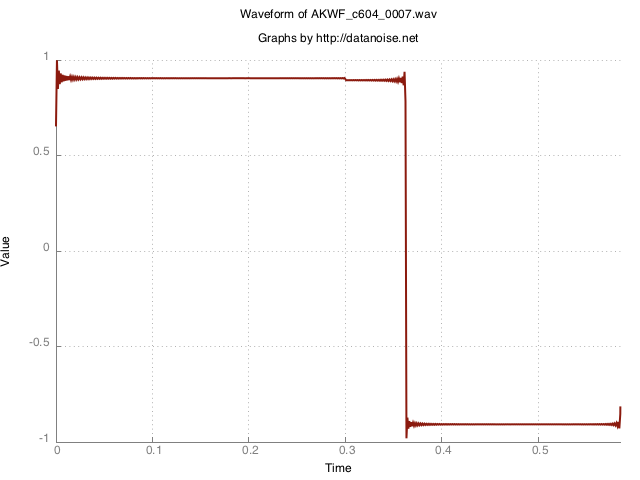 Waveform of AKWF_c604_0007.wav
Graphs by http://datanoise.net
1
0.5
0
-0.5
-1
Value
0 0.1 0.2 0.3 0.4 0.5
Time